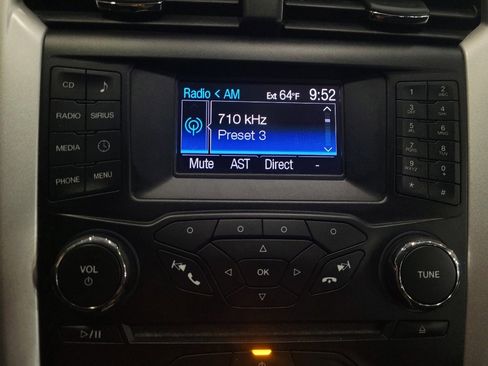 Radio < AM Ext 64°F 9:52
710 kHz
Preset 3
Mute AST Direct -
CD
RADIO SIRIUS
MEDIA
PHONE MENU
1 2 ABC
3 DEF 4 GHI
5 JKL 6 MNO
7 PQRS 8 TUV
9 WXYZ 0 +
* #
VOL
OK
TUNE